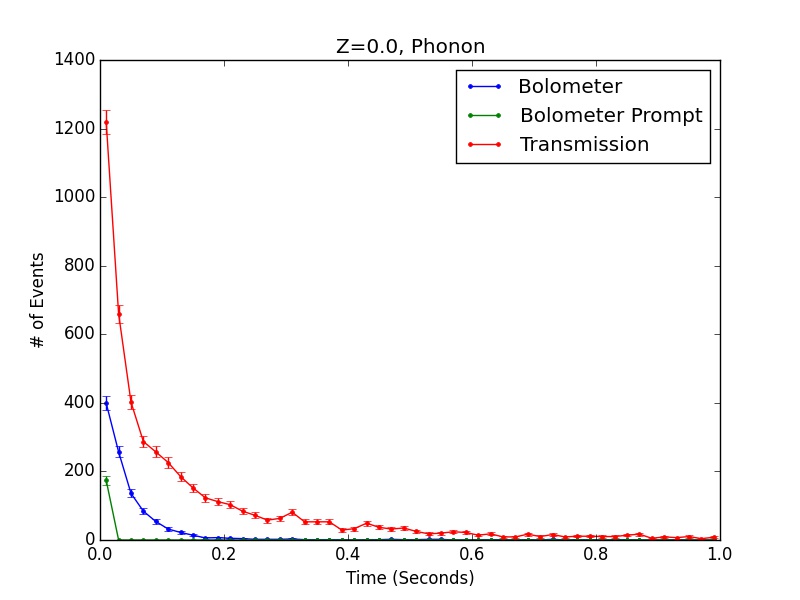 Z=0.0, Phonon
1400
1200
1000
800
600
400
200
0
# of Events
Bolometer
Bolometer Prompt
Transmission
0.0 0.2 0.4 0.6 0.8 1.0
Time (Seconds)